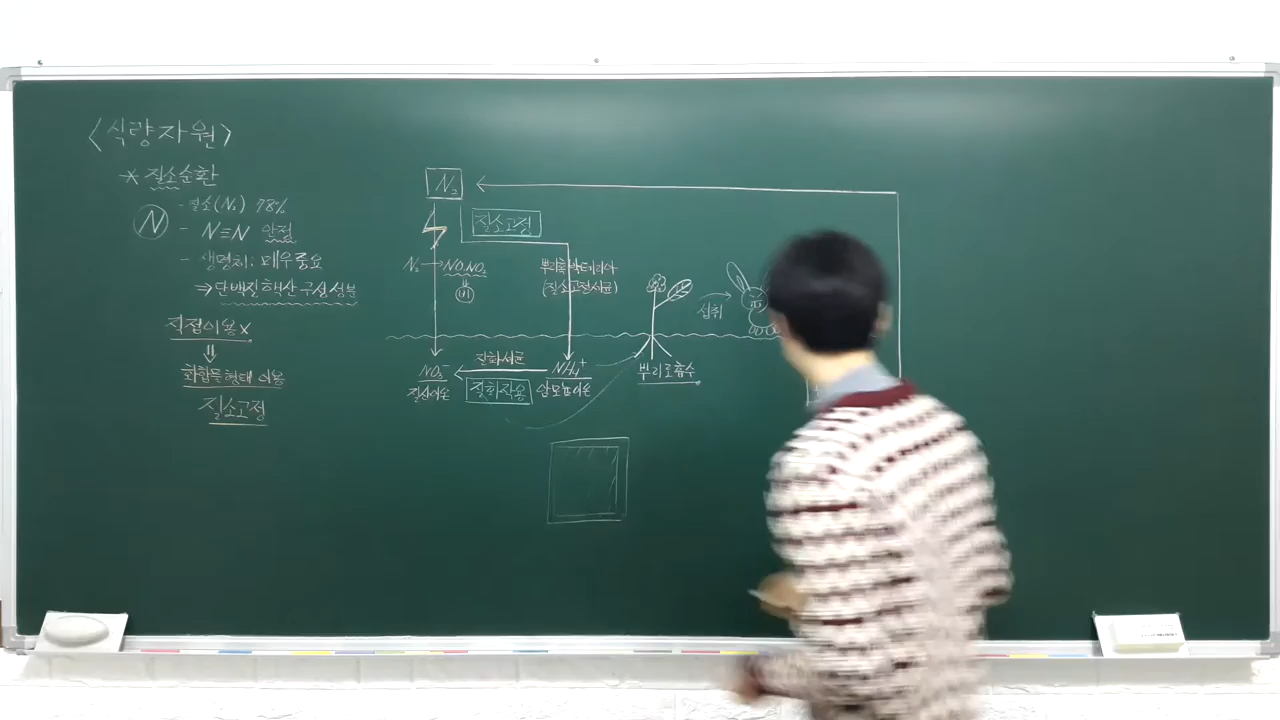 <식량자원>
* 질소순환
N
- 질소(N₂) 78%
- N≡N 안정
- 생명체: 매우 중요
⇒ 단백질 핵산 구성성분
직접이용 x
⇓
화합물 형태 이용
질소고정
N₂
질소고정
N₂ → NO, NO₂
비
뿌리혹박테리아
(질소고정세균)
섭취
질화세균
NO₃⁻
NH₄⁺
뿌리로 흡수
질산이온
질화작용
암모늄이온